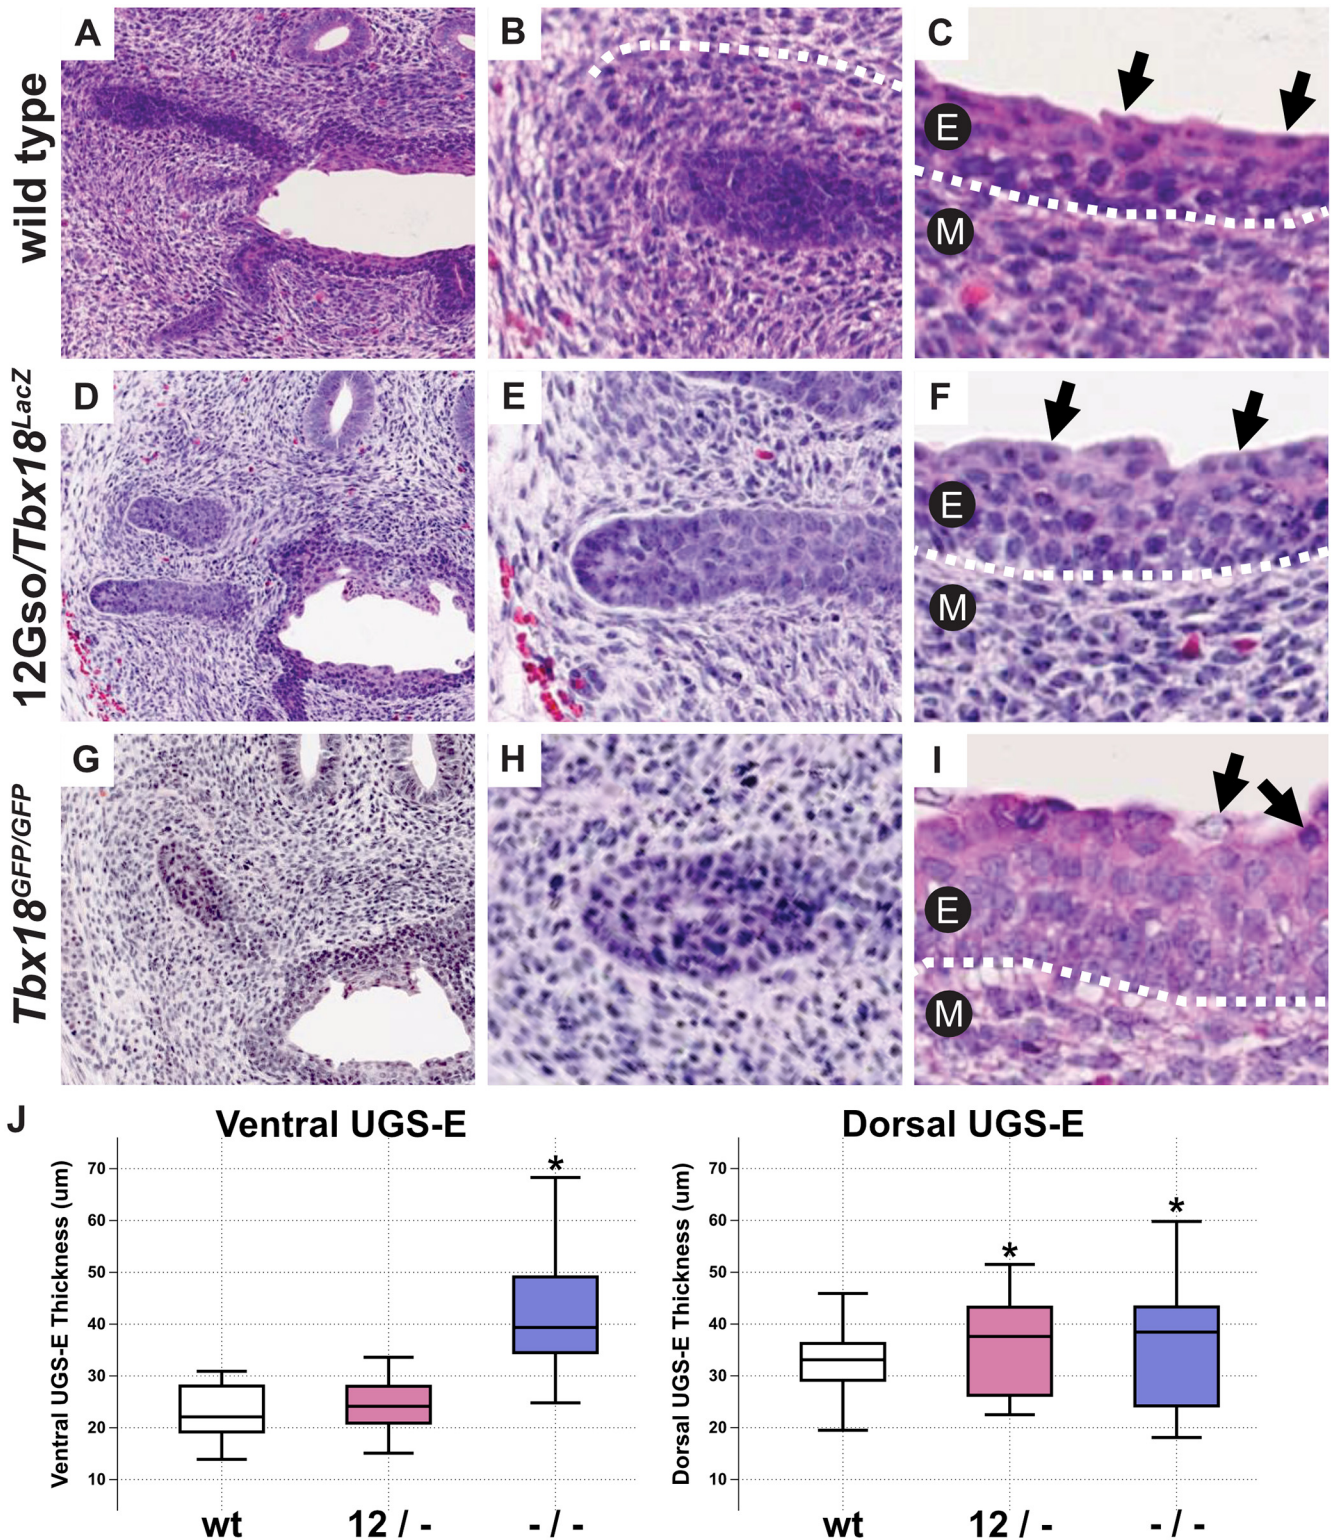 wild type
A
B
C
E
M
12Gso/Tbx18LacZ
D
E
F
E
M
Tbx18GFP/GFP
G
H
I
E
M
J
Ventral UGS-E
Ventral UGS-E Thickness (um)
70
60
50
40
30
20
10
*
wt
12 / -
- / -
Dorsal UGS-E
Dorsal UGS-E Thickness (um)
70
60
50
40
30
20
10
*
*
wt
12 / -
- / -